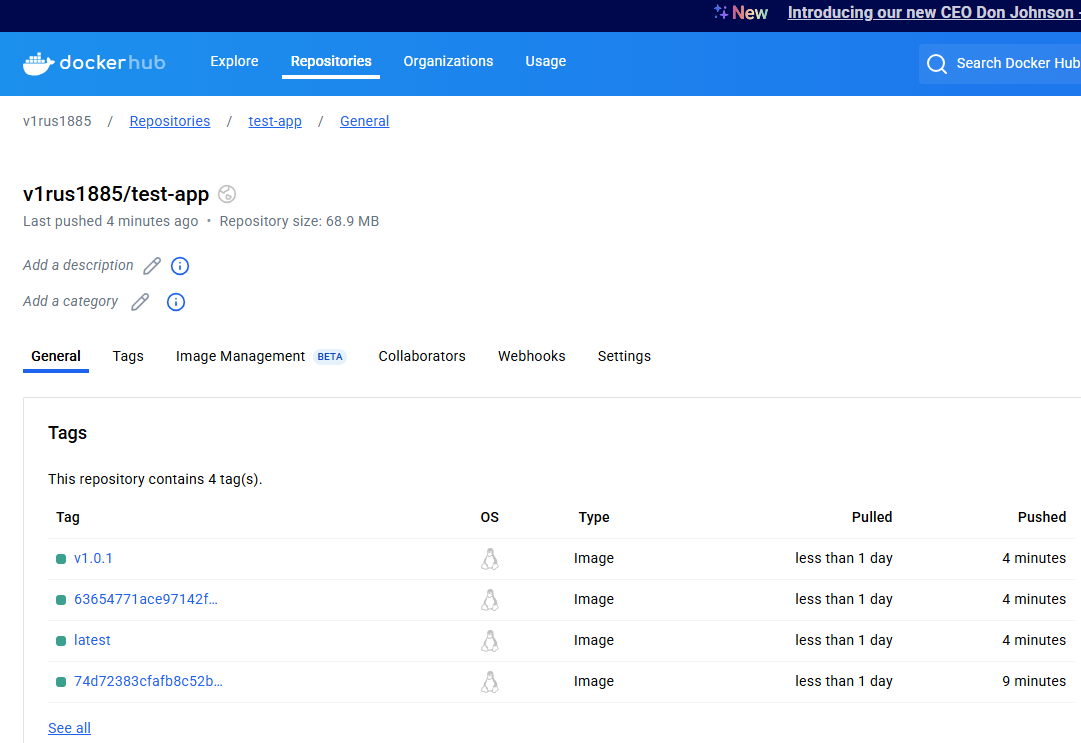 New Introducing our new CEO Don Johnson -
dockerhub Explore Repositories Organizations Usage Search Docker Hub
v1rus1885 / Repositories / test-app / General
v1rus1885/test-app
Last pushed 4 minutes ago • Repository size: 68.9 MB
Add a description
Add a category
General Tags Image Management BETA Collaborators Webhooks Settings
Tags
This repository contains 4 tag(s).
Tag OS Type Pulled Pushed
v1.0.1 Image less than 1 day 4 minutes
63654771ace97142f... Image less than 1 day 4 minutes
latest Image less than 1 day 4 minutes
74d72383cfafb8c52b... Image less than 1 day 9 minutes
See all